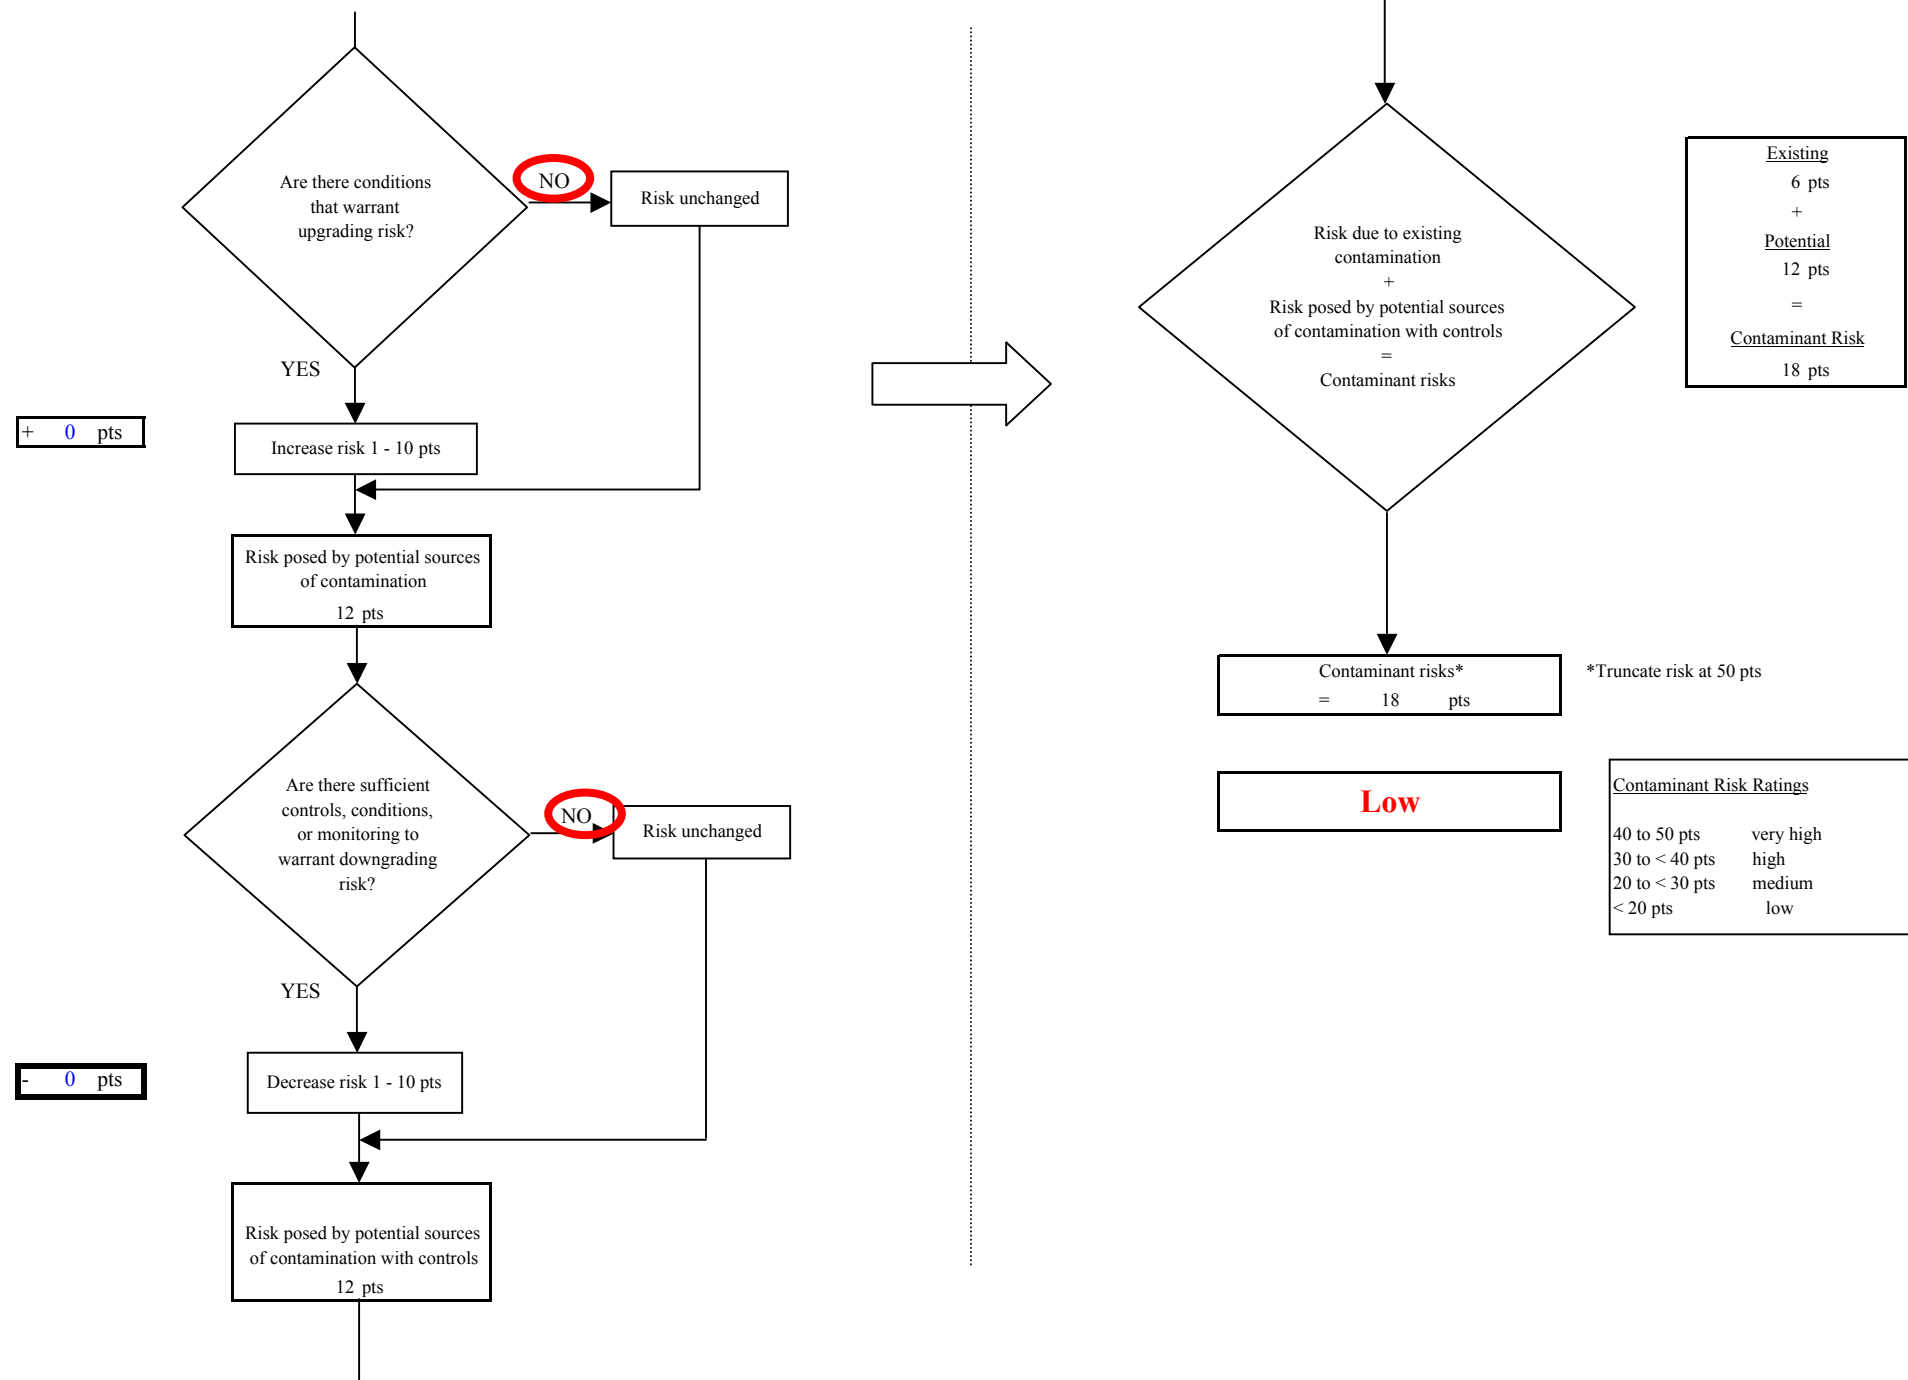 Are there conditions
that warrant
upgrading risk?
NO
Risk unchanged
YES
+ 0 pts
Increase risk 1 - 10 pts
Risk posed by potential sources
of contamination
12 pts
Are there sufficient
controls, conditions,
or monitoring to
warrant downgrading
risk?
NO
Risk unchanged
YES
- 0 pts
Decrease risk 1 - 10 pts
Risk posed by potential sources
of contamination with controls
12 pts
Risk due to existing
contamination
+
Risk posed by potential sources
of contamination with controls
=
Contaminant risks
Existing
6 pts
+
Potential
12 pts
=
Contaminant Risk
18 pts
Contaminant risks*
= 18 pts
*Truncate risk at 50 pts
Low
Contaminant Risk Ratings
40 to 50 pts very high
30 to < 40 pts high
20 to < 30 pts medium
< 20 pts low